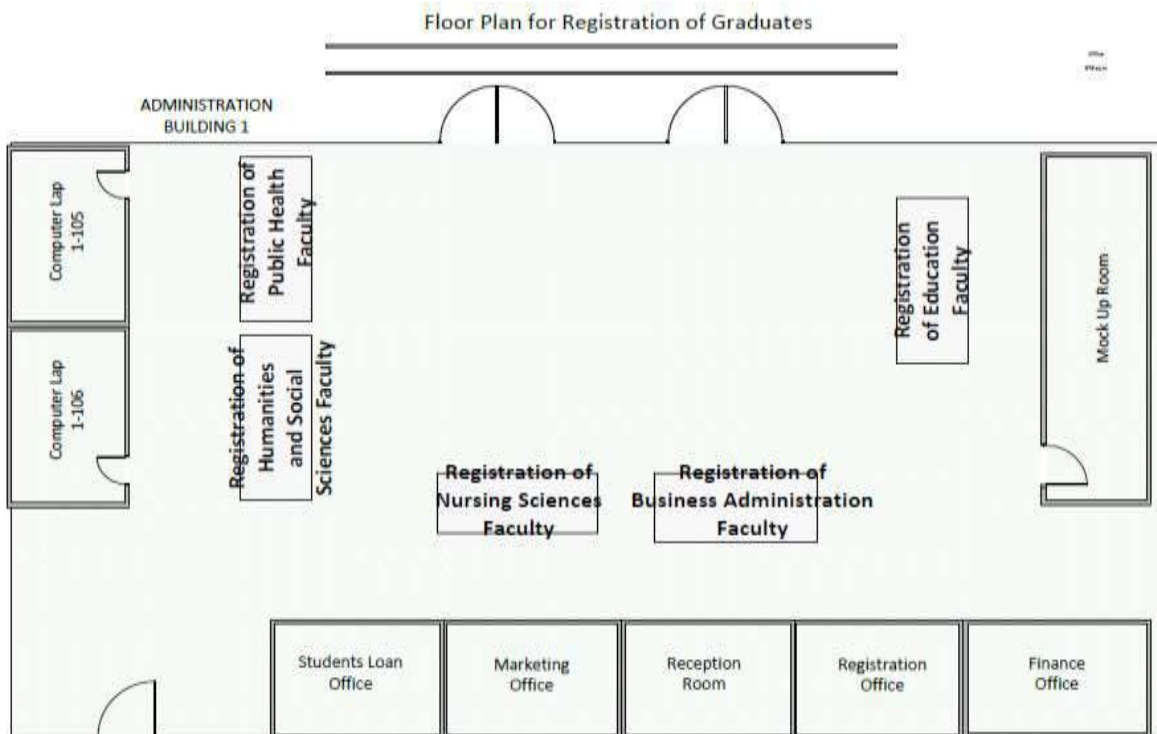 Floor Plan for Registration of Graduates
ADMINISTRATION
BUILDING 1
Computer Lap
1-105
Registration of
Public Health
Faculty
Registration
of Education
Faculty
Mock Up Room
Computer Lap
1-106
Registration of
Humanities
and Social
Sciences Faculty
Registration of
Nursing Sciences
Faculty
Registration of
Business Administration
Faculty
Students Loan
Office
Marketing
Office
Reception
Room
Registration
Office
Finance
Office